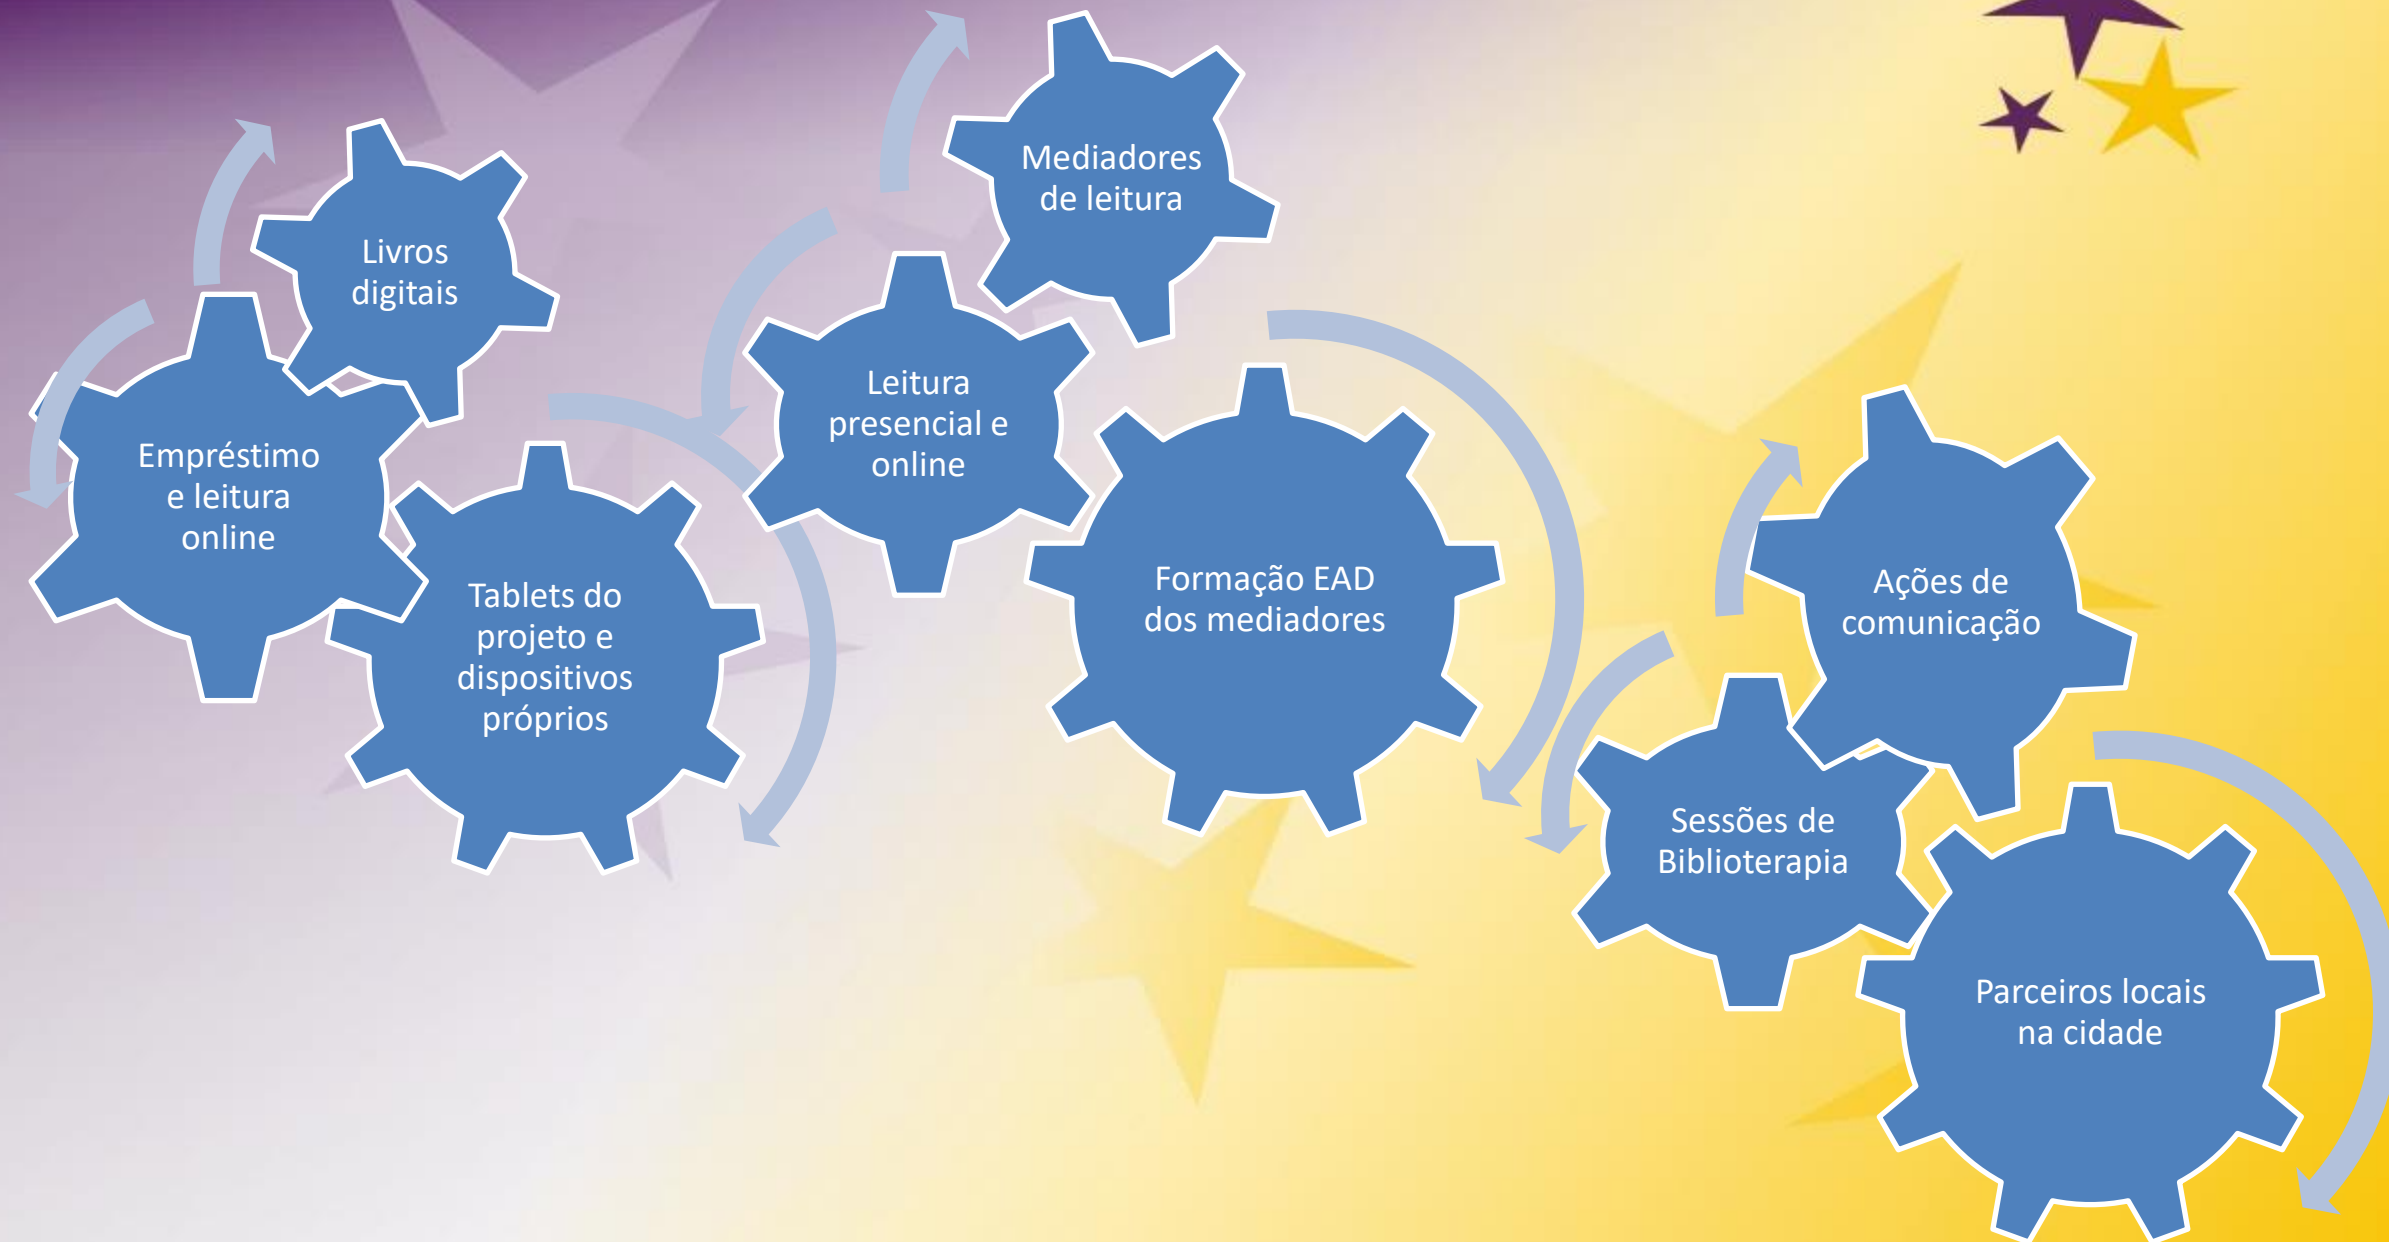 Livros
digitais
Empréstimo
e leitura
online
Tablets do
projeto e
dispositivos
próprios
Mediadores
de leitura
Leitura
presencial e
online
Formação EAD
dos mediadores
Ações de
comunicação
Sessões de
Biblioterapia
Parceiros locais
na cidade